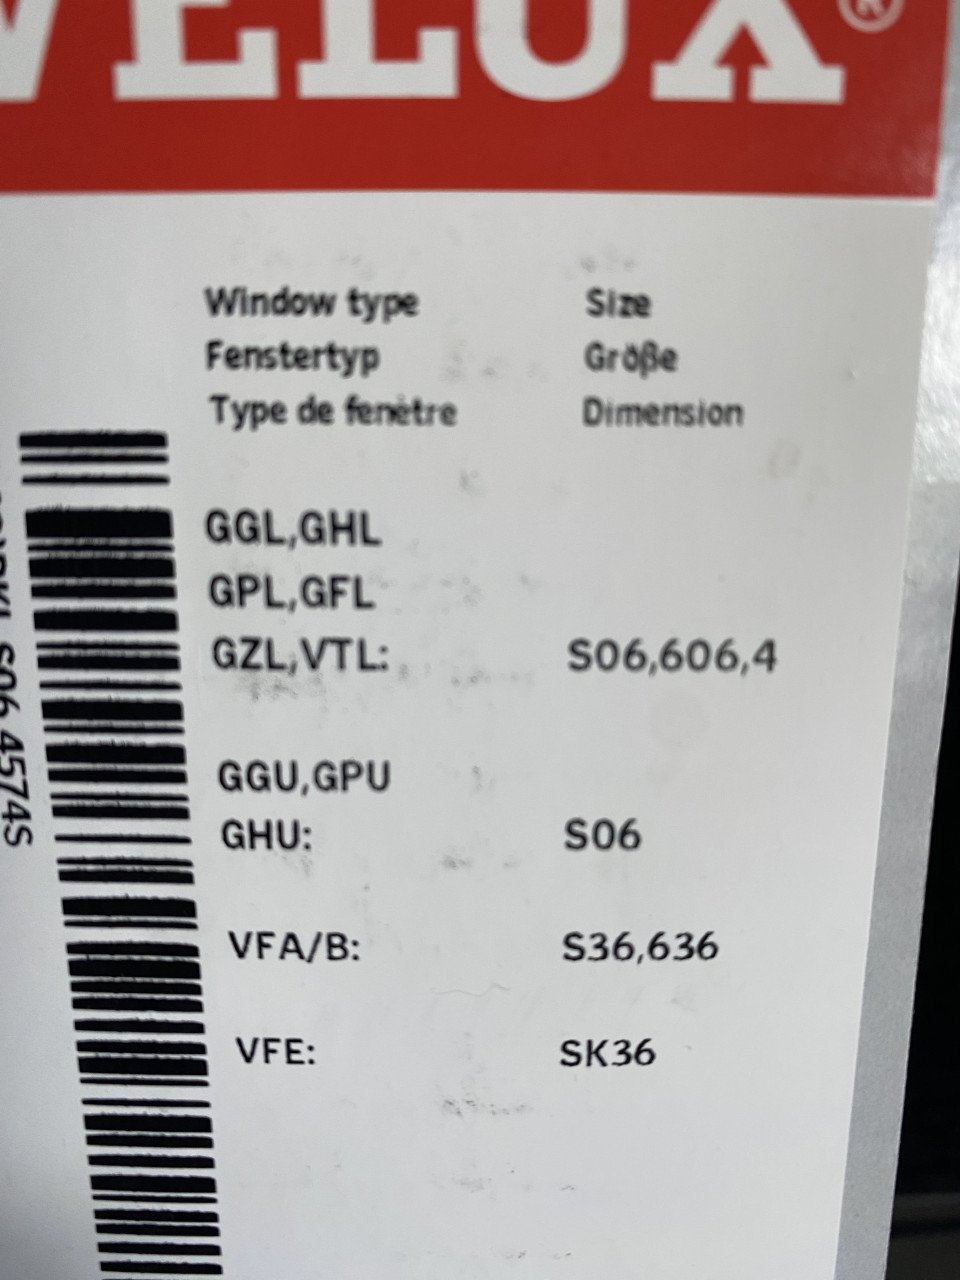 VELUX®
Window type Size
Fenstertyp Größe
Type de fenêtre Dimension
GGL,GHL
GPL,GFL
GZL,VTL: S06,606,4
GGU,GPU
GHU: S06
VFA/B: S36,636
VFE: SK36
S06 4574S